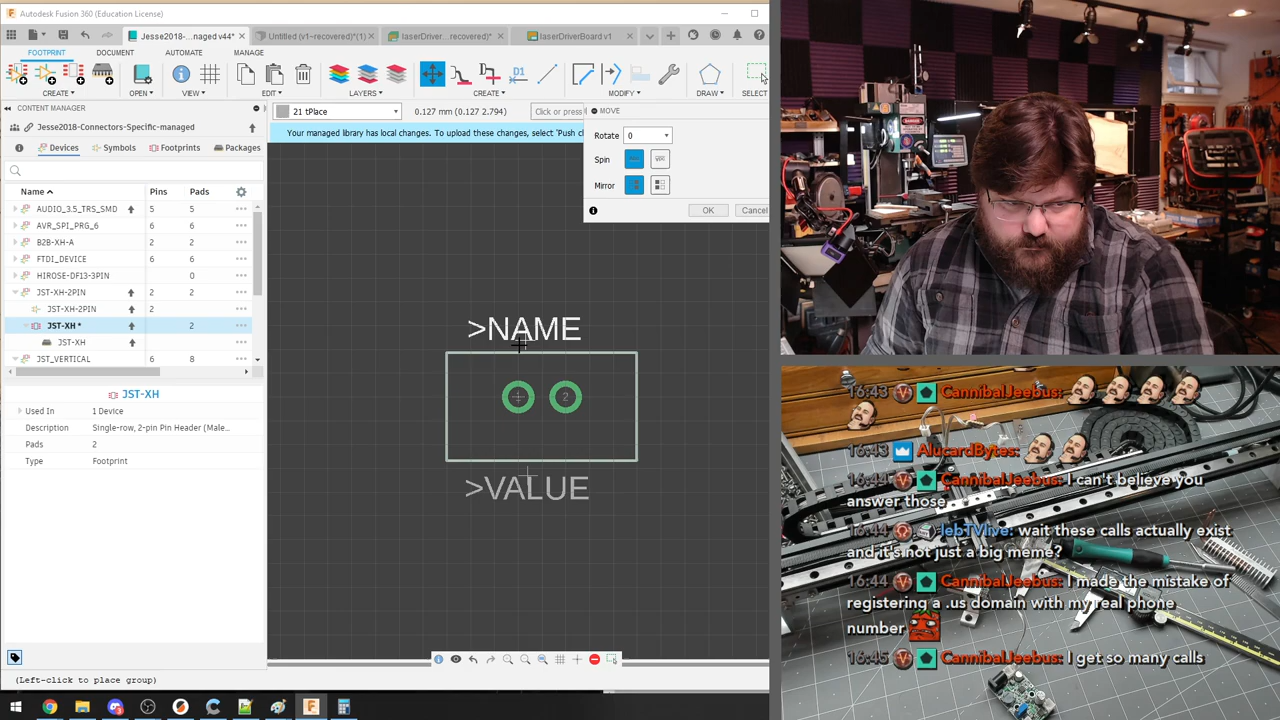 Autodesk Fusion 360 (Education License)
Jesse2018-...naged v44*
Untitled (v1~recovered)*(1)
laserDriver...recovered)*
laserDriverBoard v1
FOOTPRINT
DOCUMENT
AUTOMATE
MANAGE
CREATE
OPEN
VIEW
EDIT
LAYERS
CREATE
MODIFY
DRAW
SELECT
CONTENT MANAGER
21 tPlace
0.127 mm (0.127 2.794)
Click or press
MOVE
Jesse2018 Connectors-Specific-managed
Your managed library has local changes. To upload these changes, select 'Push c
Rotate 0
Devices
Symbols
Footprints
Packages
Spin
Mirror
OK
Cancel
Name
Pins
Pads
AUDIO_3.5_TRS_SMD 5 5
AVR_SPI_PRG_6 6 6
B2B-XH-A 2 2
FTDI_DEVICE 6 6
HIROSE-DF13-3PIN 0
JST-XH-2PIN 2 2
JST-XH-2PIN 2
JST-XH * 2
JST-XH
JST_VERTICAL 6 8
JST-XH
Used In 1 Device
Description Single-row, 2-pin Pin Header (Male...
Pads 2
Type Footprint
>NAME
1
2
>VALUE
(Left-click to place group)
16:43 CannibalJeebus:
16:43 AlucardBytes:
16:44 CannibalJeebus: I can't believe you
answer those
16:44 lebTVlive: wait these calls actually exist
and it's not just a big meme?
16:44 CannibalJeebus: I made the mistake of
registering a .us domain with my real phone
number
16:45 CannibalJeebus: I get so many calls